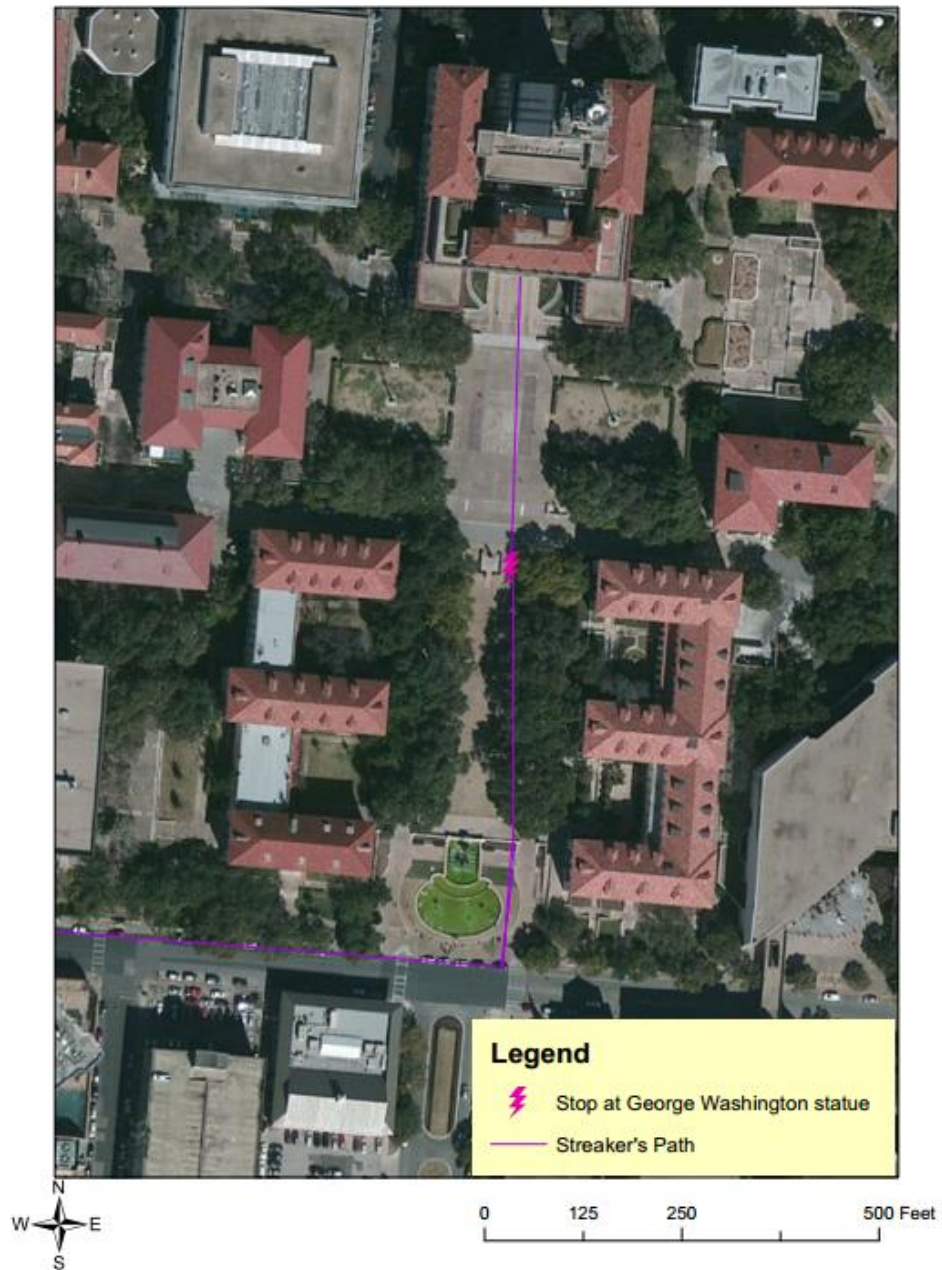 Legend
Stop at George Washington statue
Streaker's Path
N
W E
S
0 125 250 500 Feet